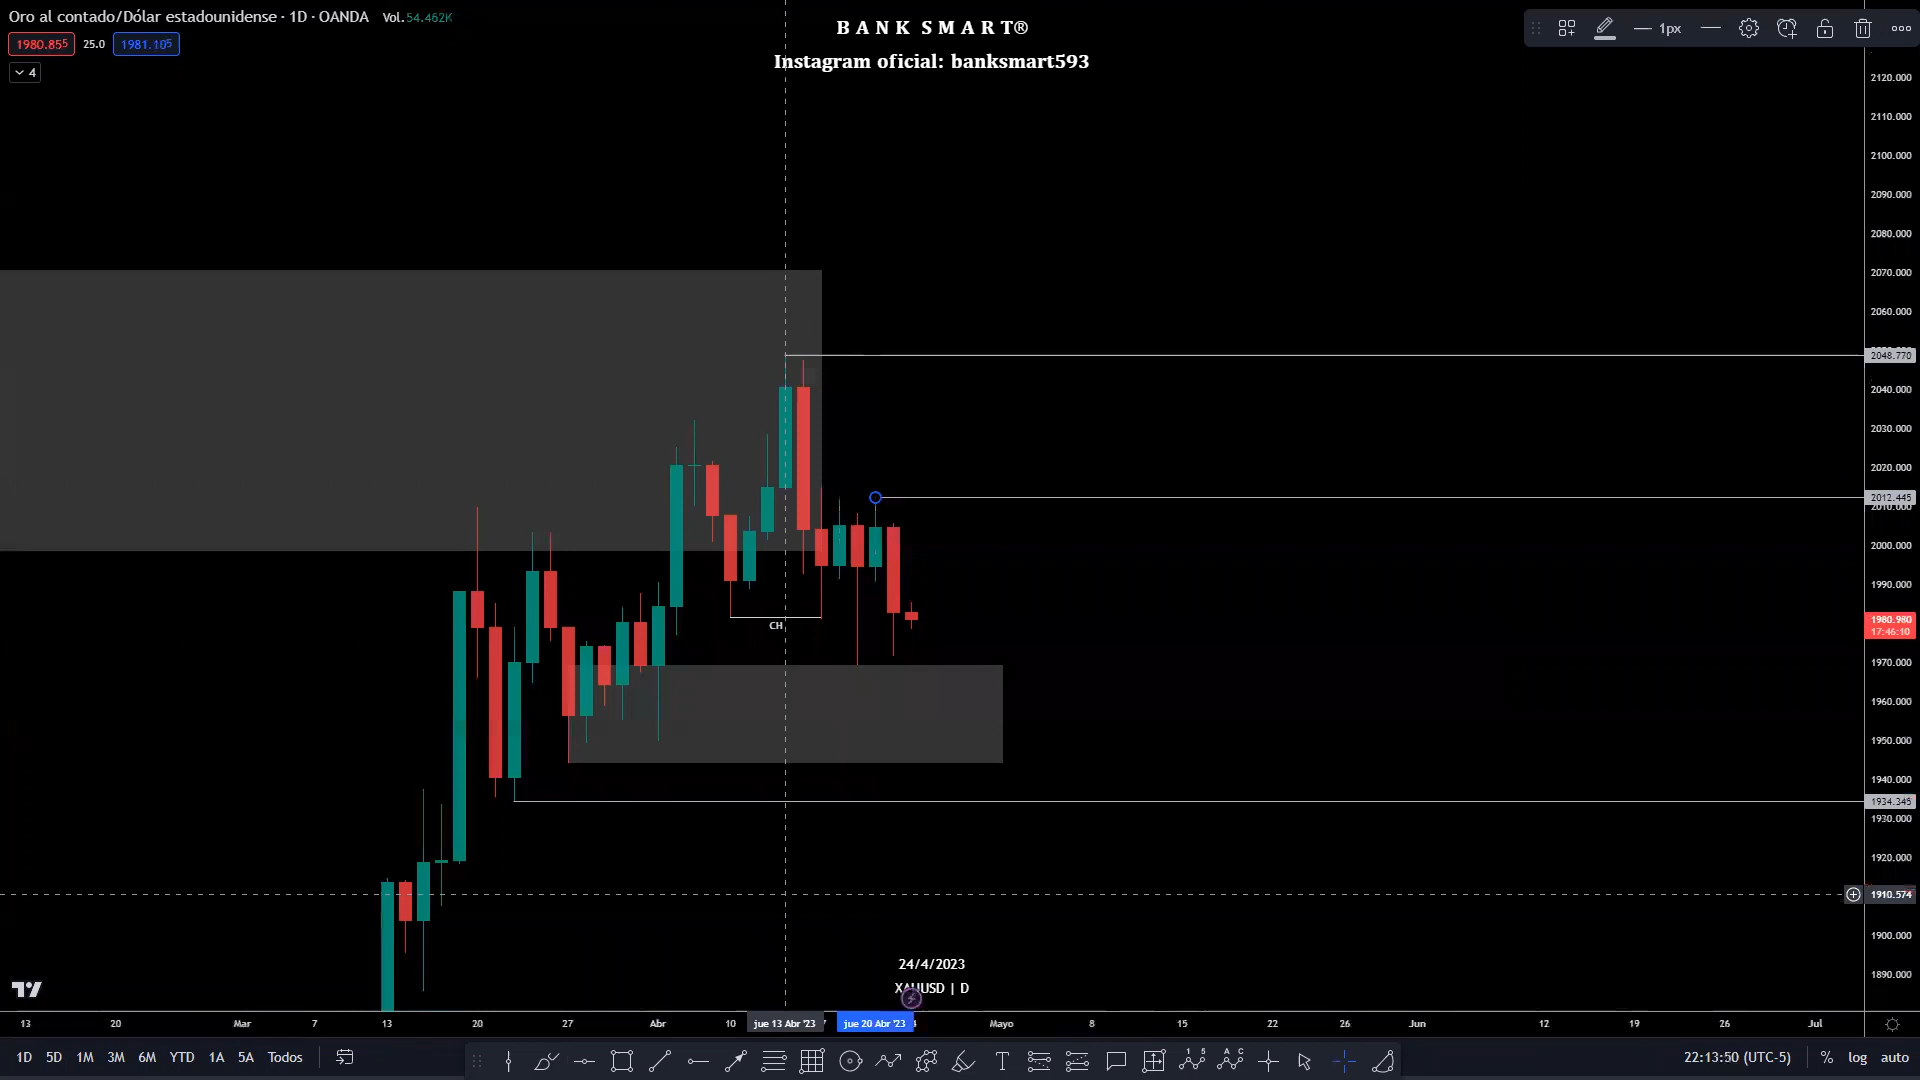 Oro al contado/Dólar estadounidense · 1D · OANDA Vol. 54.462K
1980.855 25.0 1981.105
4
B A N K S M A R T®
Instagram oficial: banksmart593
1px
2120.000
2110.000
2100.000
2090.000
2080.000
2070.000
2060.000
2048.770
2040.000
2030.000
2020.000
2012.445
2010.000
2000.000
1990.000
1980.980
17:46:10
1970.000
1960.000
1950.000
1940.000
1934.345
1930.000
1920.000
1910.574
1900.000
1890.000
CH
24/4/2023
XAUUSD | D
13 20 Mar 7 13 20 27 Abr 10 jue 13 Abr '23 jue 20 Abr '23 Mayo 8 15 22 26 Jun 12 19 26 Jul
1D 5D 1M 3M 6M YTD 1A 5A Todos
22:13:50 (UTC-5) % log auto